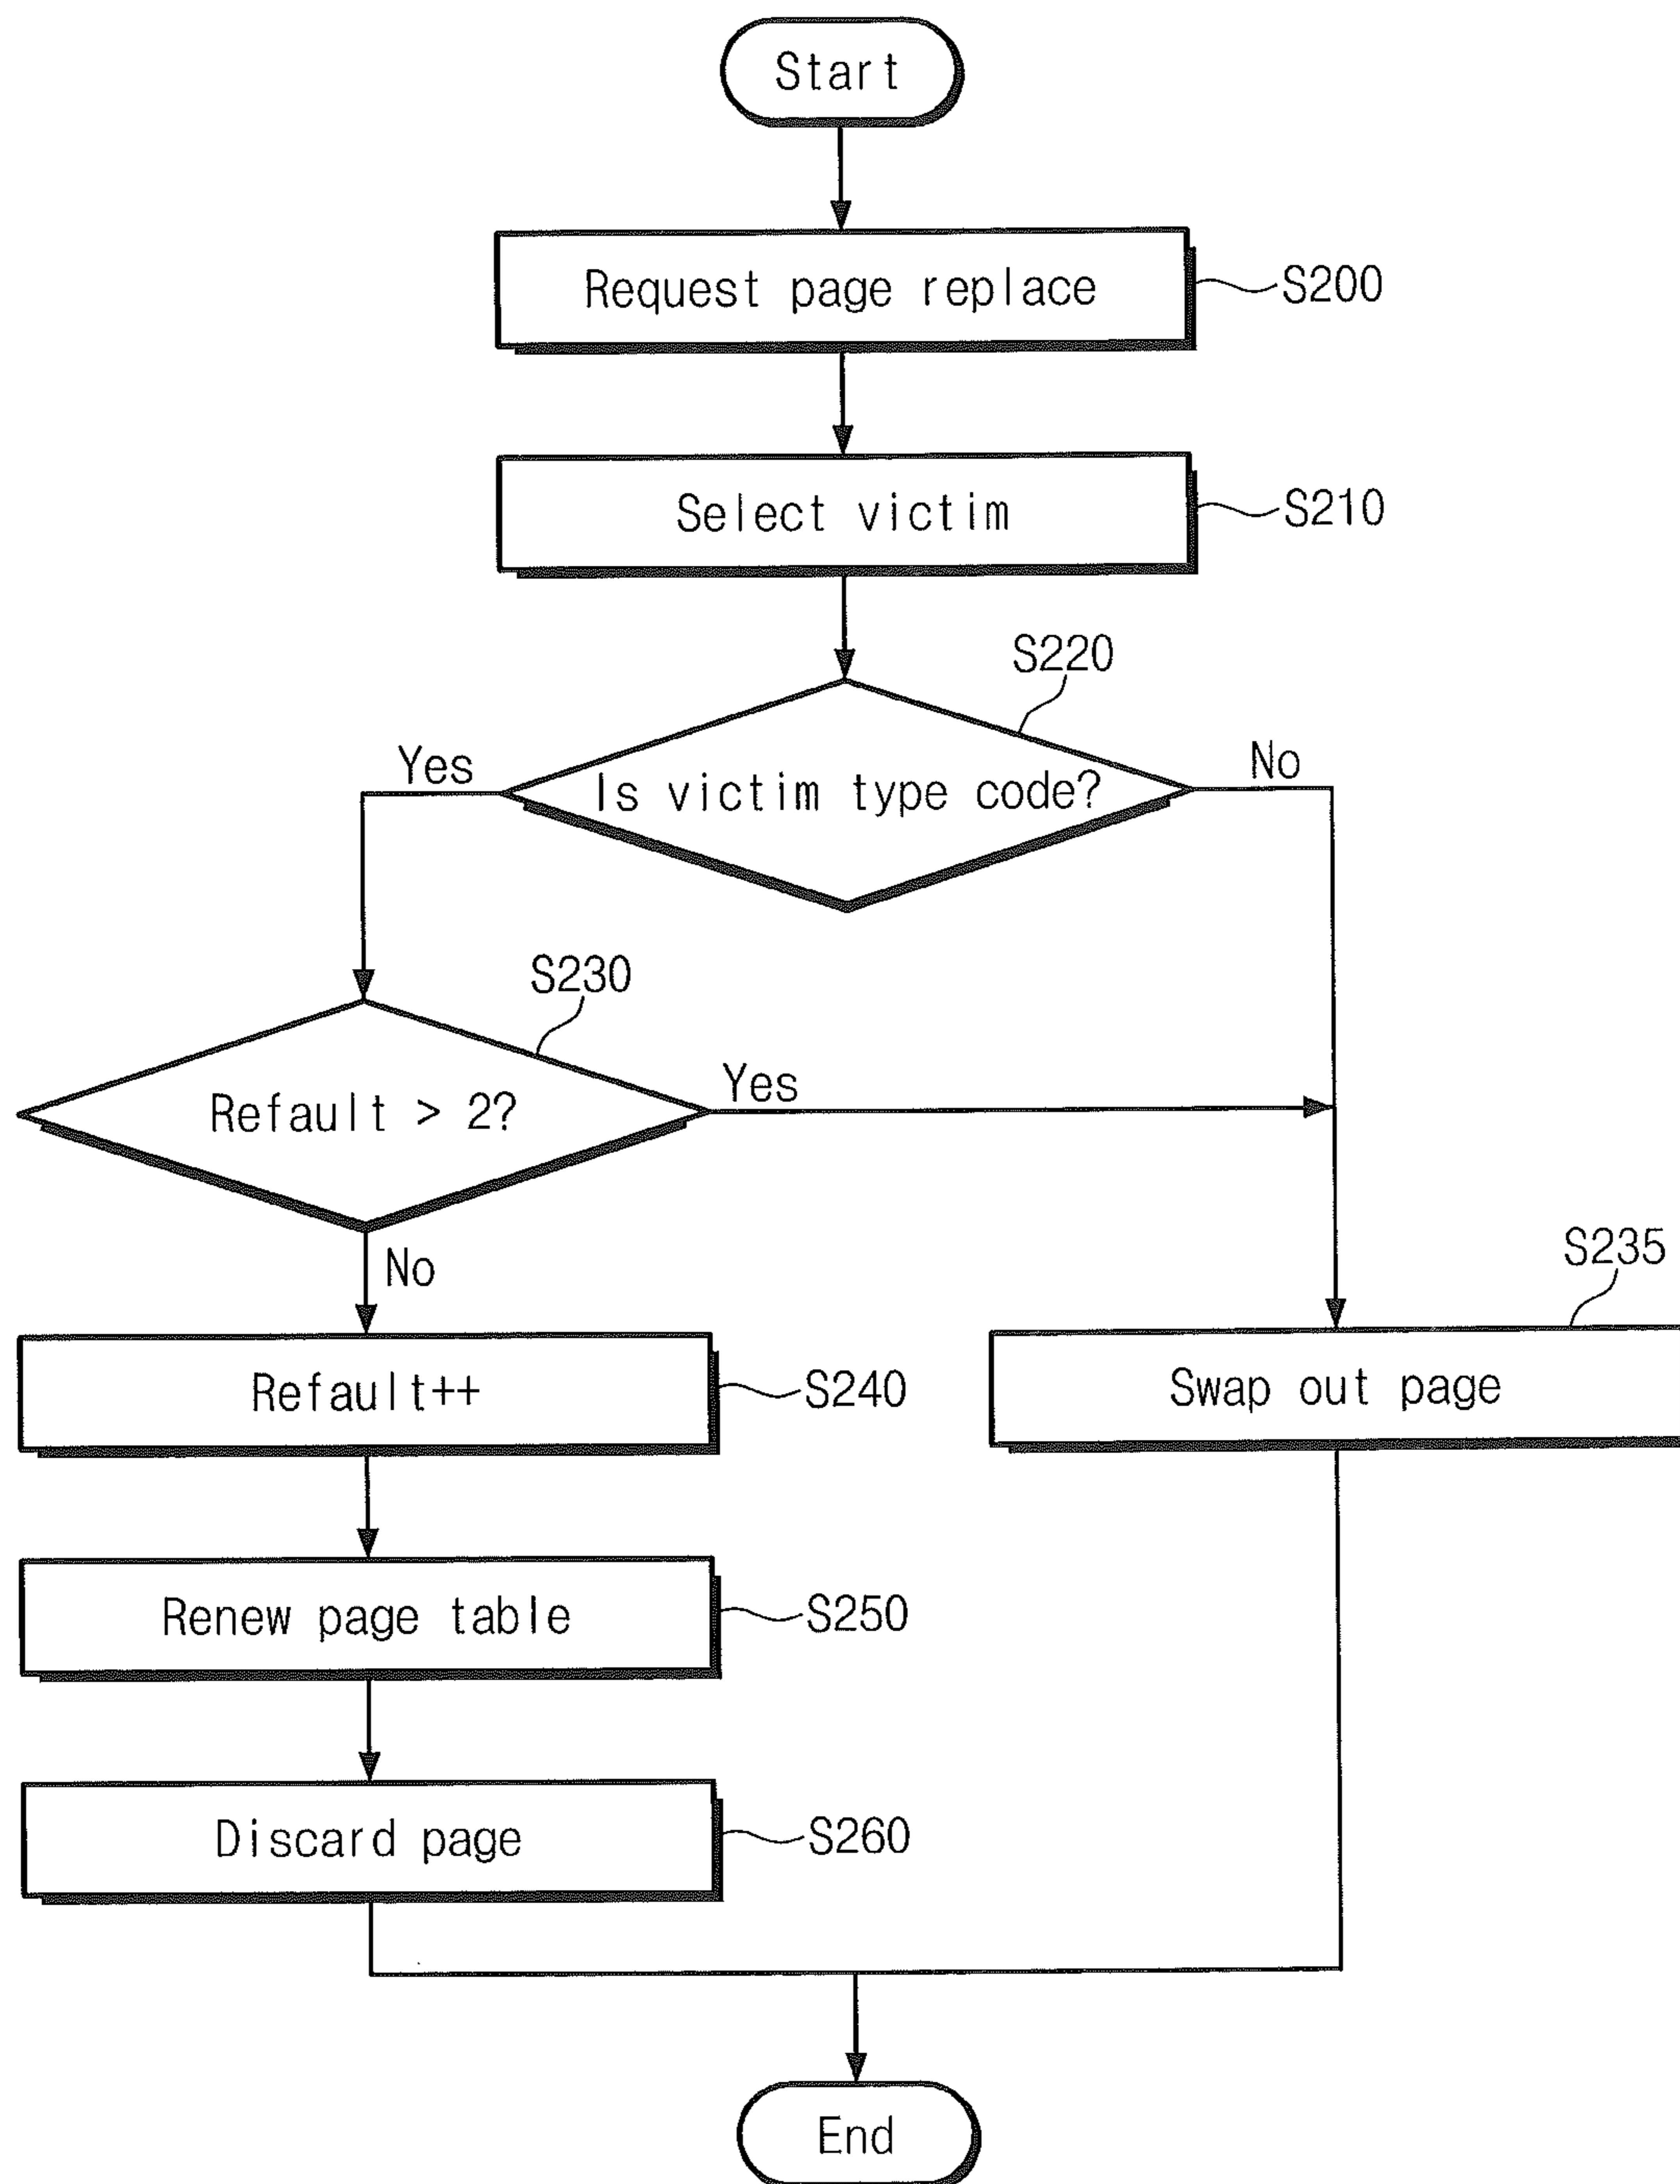 Start
Request page replace
S200
Select victim
S210
S220
Is victim type code?
Yes
No
S230
Refault > 2?
Yes
No
S235
Refault++
S240
Swap out page
Renew page table
S250
Discard page
S260
End